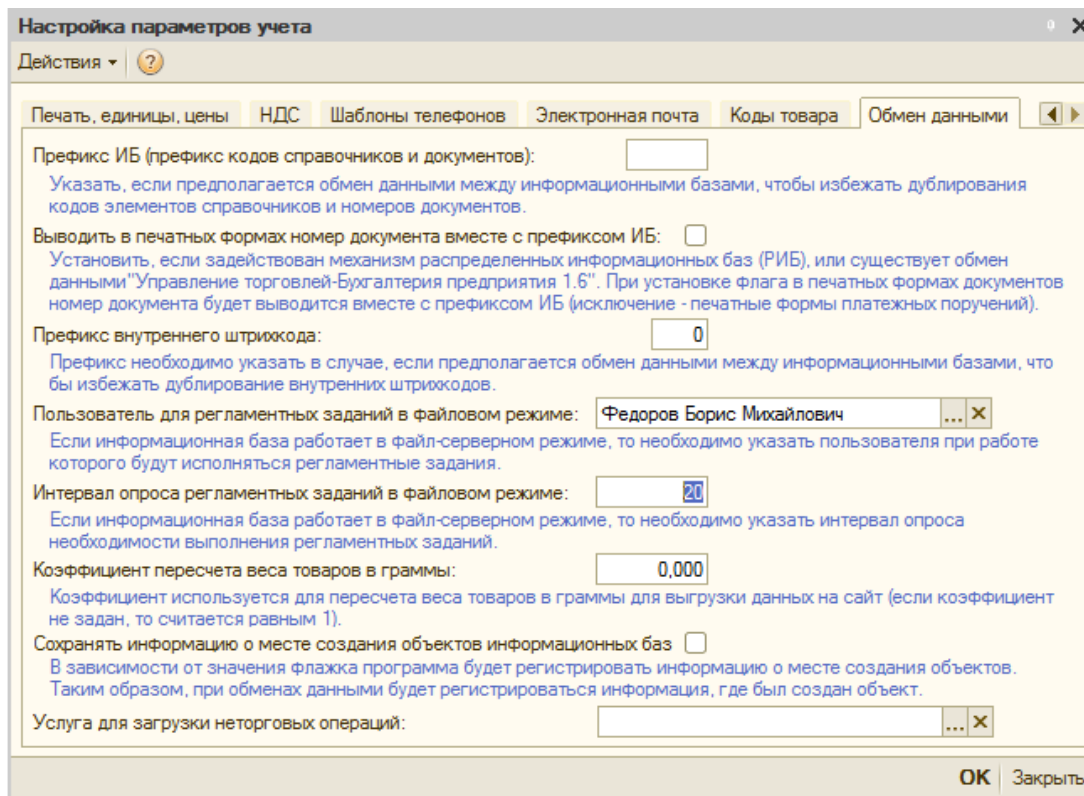 Настройка параметров учета
Действия
Печать, единицы, цены НДС Шаблоны телефонов Электронная почта Коды товара Обмен данными
Префикс ИБ (префикс кодов справочников и документов):
Указать, если предполагается обмен данными между информационными базами, чтобы избежать дублирования
кодов элементов справочников и номеров документов.
Выводить в печатных формах номер документа вместе с префиксом ИБ:
Установить, если задействован механизм распределенных информационных баз (РИБ), или существует обмен
данными"Управление торговлей-Бухгалтерия предприятия 1.6". При установке флага в печатных формах документов
номер документа будет выводится вместе с префиксом ИБ (исключение - печатные формы платежных поручений).
Префикс внутреннего штрихкода: 0
Префикс необходимо указать в случае, если предполагается обмен данными между информационными базами, что
бы избежать дублирование внутренних штрихкодов.
Пользователь для регламентных заданий в файловом режиме: Федоров Борис Михайлович ...
Если информационная база работает в файл-серверном режиме, то необходимо указать пользователя при работе
которого будут исполняться регламентные задания.
Интервал опроса регламентных заданий в файловом режиме: 20
Если информационная база работает в файл-серверном режиме, то необходимо указать интервал опроса
необходимости выполнения регламентных заданий.
Коэффициент пересчета веса товаров в граммы: 0,000
Коэффициент используется для пересчета веса товаров в граммы для выгрузки данных на сайт (если коэффициент
не задан, то считается равным 1).
Сохранять информацию о месте создания объектов информационных баз
В зависимости от значения флажка программа будет регистрировать информацию о месте создания объектов.
Таким образом, при обменах данными будет регистрироваться информация, где был создан объект.
Услуга для загрузки неторговых операций: ...
OK Закрыть